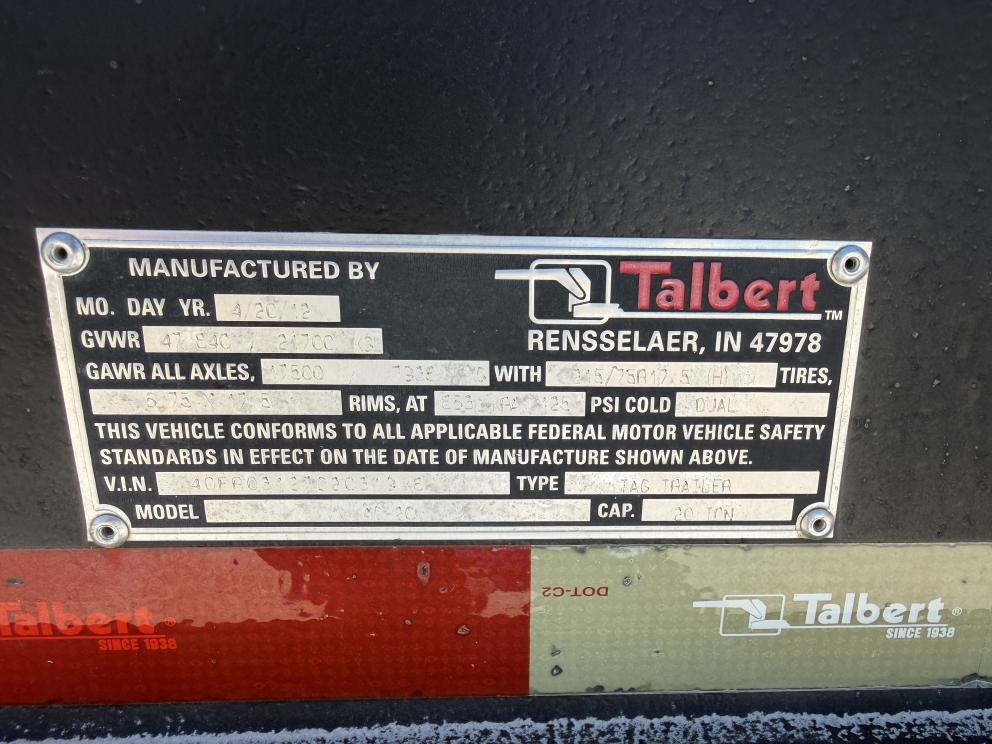 MANUFACTURED BY
Talbert™
MO. DAY YR. 4/20/12
GVWR
RENSSELAER, IN 47978
GAWR ALL AXLES, WITH TIRES,
RIMS, AT PSI COLD DUAL
THIS VEHICLE CONFORMS TO ALL APPLICABLE FEDERAL MOTOR VEHICLE SAFETY
STANDARDS IN EFFECT ON THE DATE OF MANUFACTURE SHOWN ABOVE.
V.I.N. TYPE TAG TRAILER
MODEL CAP. 20 TON
DOT-C2
Talbert®
SINCE 1938
Talbert®
SINCE 1938